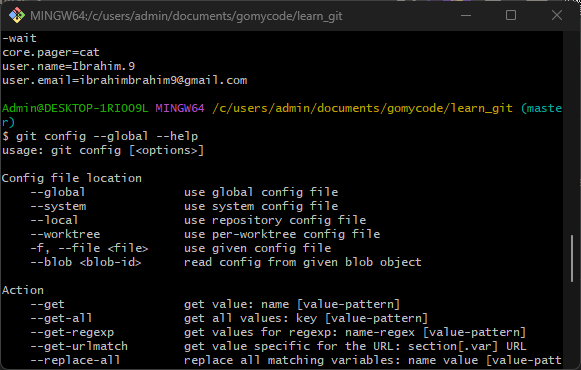 MINGW64:/c/users/admin/documents/gomycode/learn_git
-wait
core.pager=cat
user.name=Ibrahim.9
user.email=ibrahimbrahim9@gmail.com
Admin@DESKTOP-1RIOO9L MINGW64 /c/users/admin/documents/gomycode/learn_git (maste
r)
$ git config --global --help
usage: git config [<options>]
Config file location
--global use global config file
--system use system config file
--local use repository config file
--worktree use per-worktree config file
-f, --file <file> use given config file
--blob <blob-id> read config from given blob object
Action
--get get value: name [value-pattern]
--get-all get all values: key [value-pattern]
--get-regexp get values for regexp: name-regex [value-pattern]
--get-urlmatch get value specific for the URL: section[.var] URL
--replace-all replace all matching variables: name value [value-patt